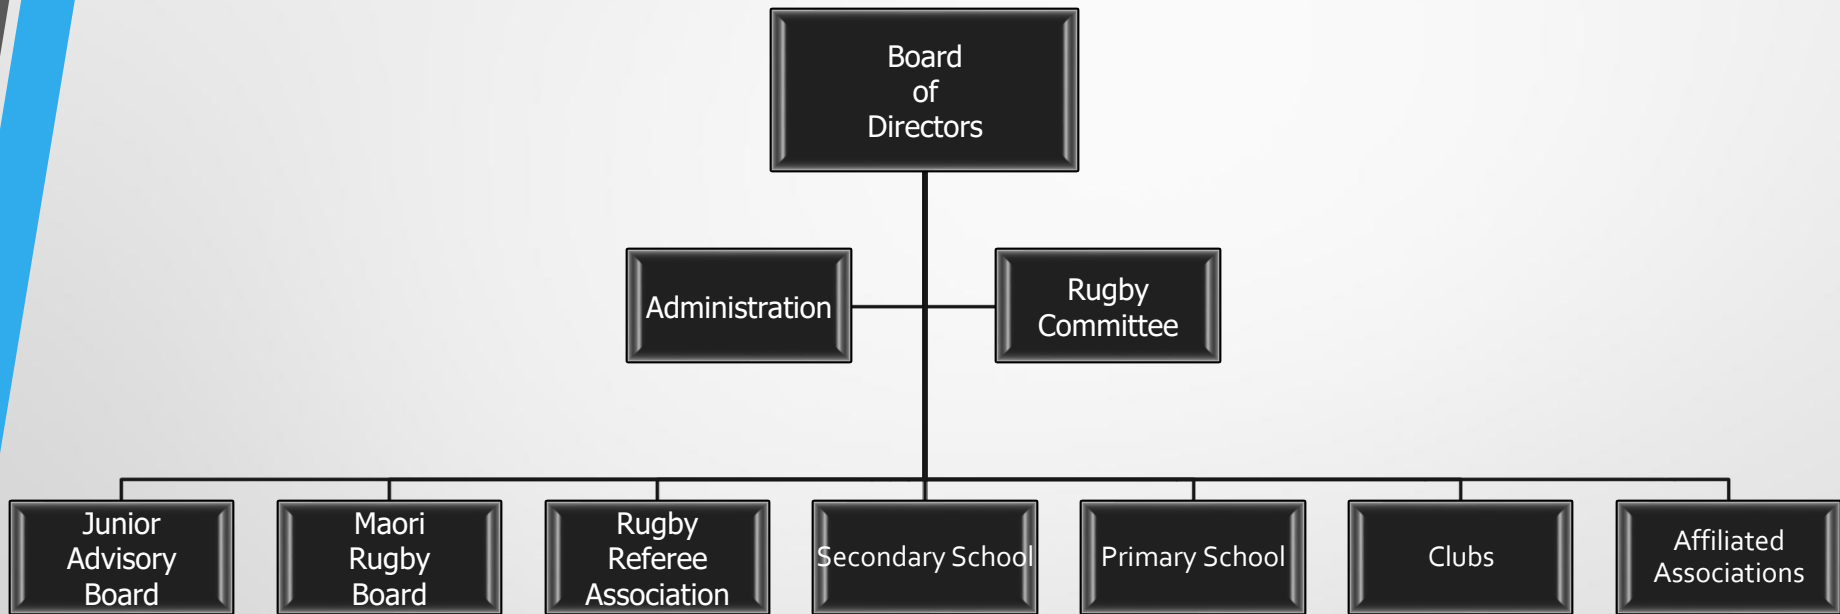 Board
of
Directors
Administration
Rugby
Committee
Junior
Advisory
Board
Maori
Rugby
Board
Rugby
Referee
Association
Secondary School
Primary School
Clubs
Affiliated
Associations